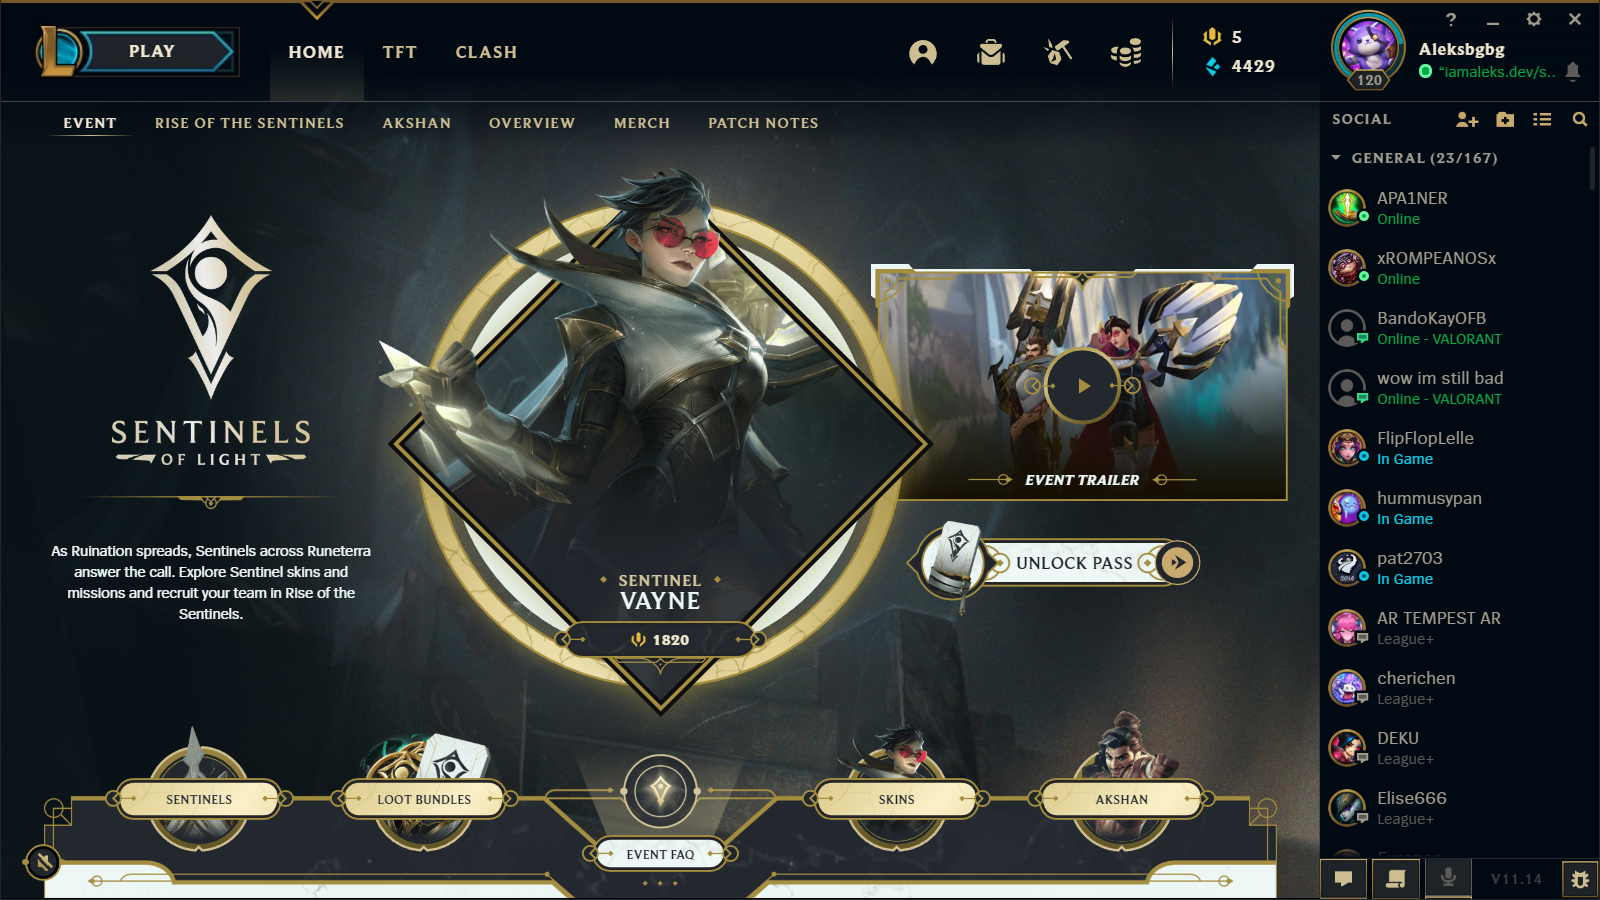 PLAY
HOME
TFT
CLASH
5
4429
120
Aleksbgbg
"iamaleks.dev/s..
EVENT
RISE OF THE SENTINELS
AKSHAN
OVERVIEW
MERCH
PATCH NOTES
SENTINELS
OF LIGHT
As Ruination spreads, Sentinels across Runeterra
answer the call. Explore Sentinel skins and
missions and recruit your team in Rise of the
Sentinels.
SENTINEL
VAYNE
1820
EVENT TRAILER
UNLOCK PASS
SENTINELS
LOOT BUNDLES
EVENT FAQ
SKINS
AKSHAN
SOCIAL
GENERAL (23/167)
APA1NER
Online
xROMPEANOSx
Online
BandoKayOFB
Online - VALORANT
wow im still bad
Online - VALORANT
FlipFlopLelle
In Game
hummusypan
In Game
pat2703
In Game
AR TEMPEST AR
League+
cherichen
League+
DEKU
League+
Elise666
League+
V11.14